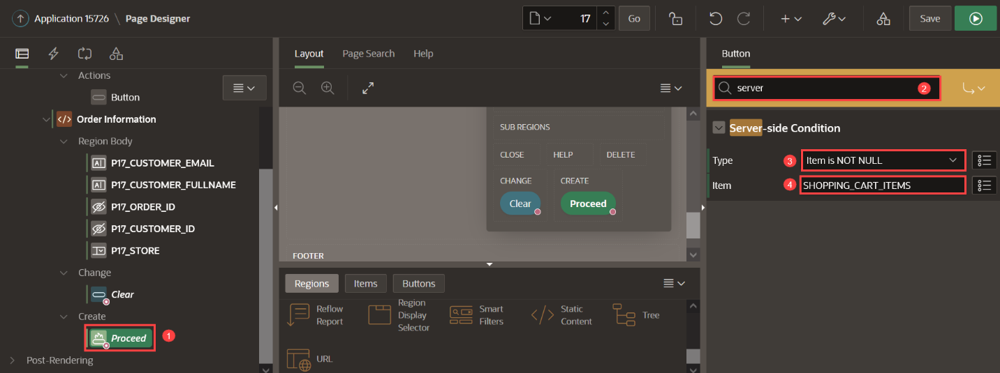 Application 15726 \ Page Designer
17
Go
Save
Actions
Button
Order Information
Region Body
P17_CUSTOMER_EMAIL
P17_CUSTOMER_FULLNAME
P17_ORDER_ID
P17_CUSTOMER_ID
P17_STORE
Change
Clear
Create
Proceed
1
Post-Rendering
Layout
Page Search
Help
SUB REGIONS
CLOSE
HELP
DELETE
CHANGE
CREATE
Clear
Proceed
FOOTER
Regions
Items
Buttons
Reflow
Report
Region
Display
Selector
Smart
Filters
Static
Content
Tree
URL
Button
server
2
Server-side Condition
Type
3
Item is NOT NULL
Item
4
SHOPPING_CART_ITEMS